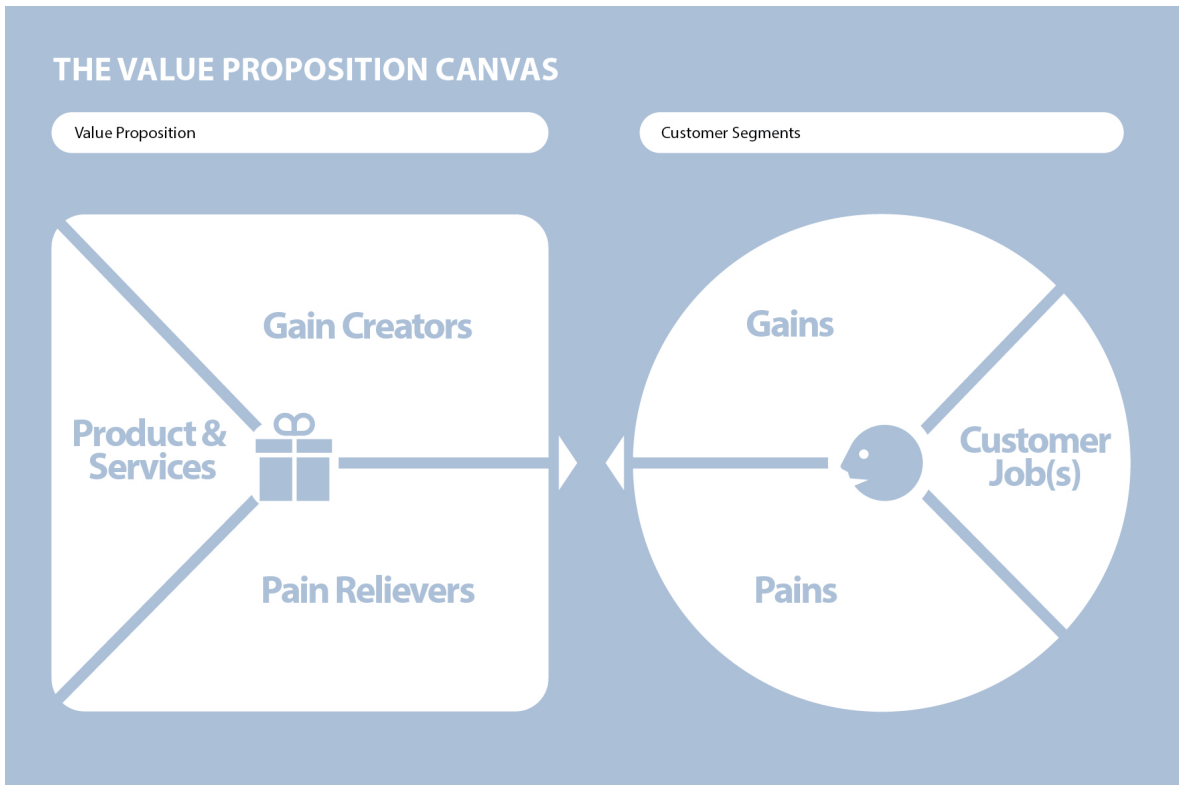 THE VALUE PROPOSITION CANVAS
Value Proposition
Customer Segments
Gain Creators
Product &
Services
Pain Relievers
Gains
Customer
Job(s)
Pains